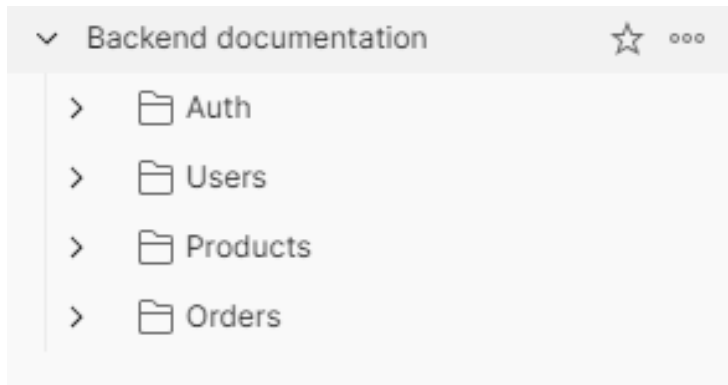 Backend documentation
Auth
Users
Products
Orders